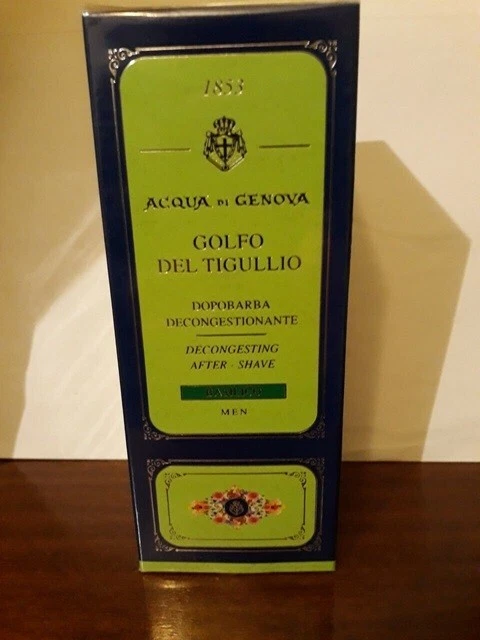 1853
ACQUA DI GENOVA
GOLFO
DEL TIGULLIO
DOPOBARBA
DECONGESTIONANTE
DECONGESTING
AFTER - SHAVE
MEN